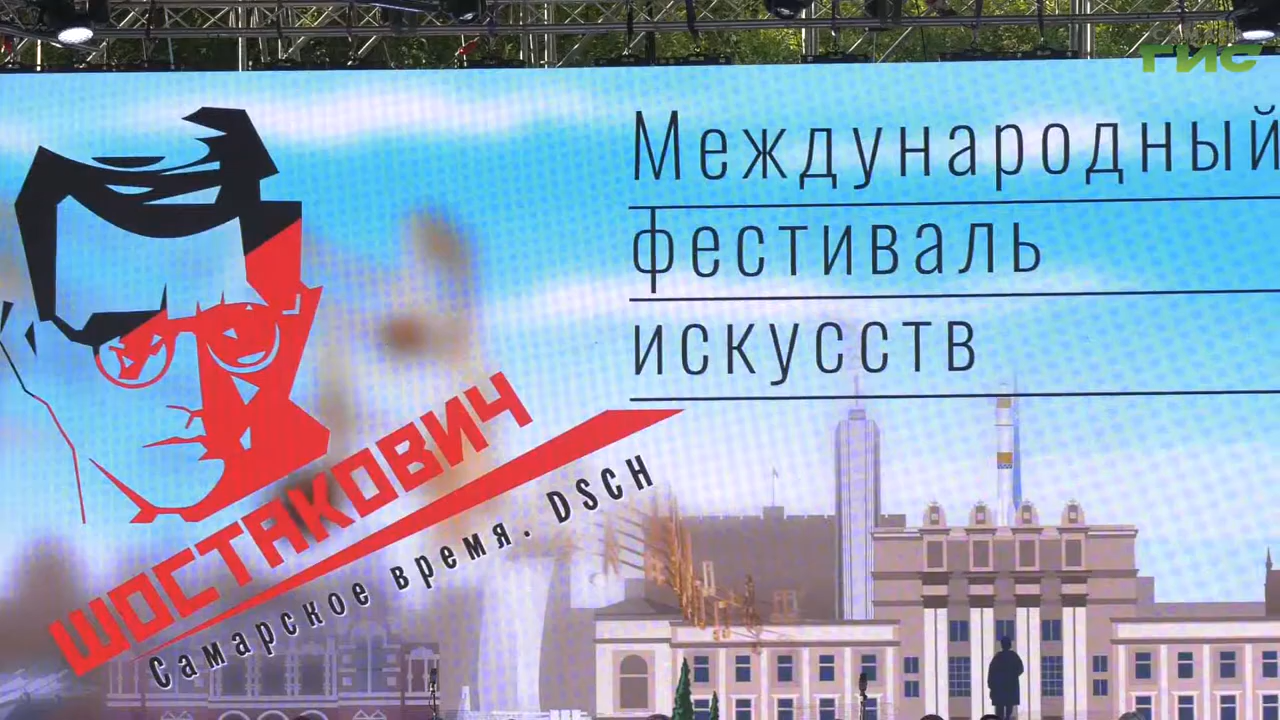 ГИС
Международный
фестиваль
искусств
ШОСТАКОВИЧ
Самарское время. DSCH